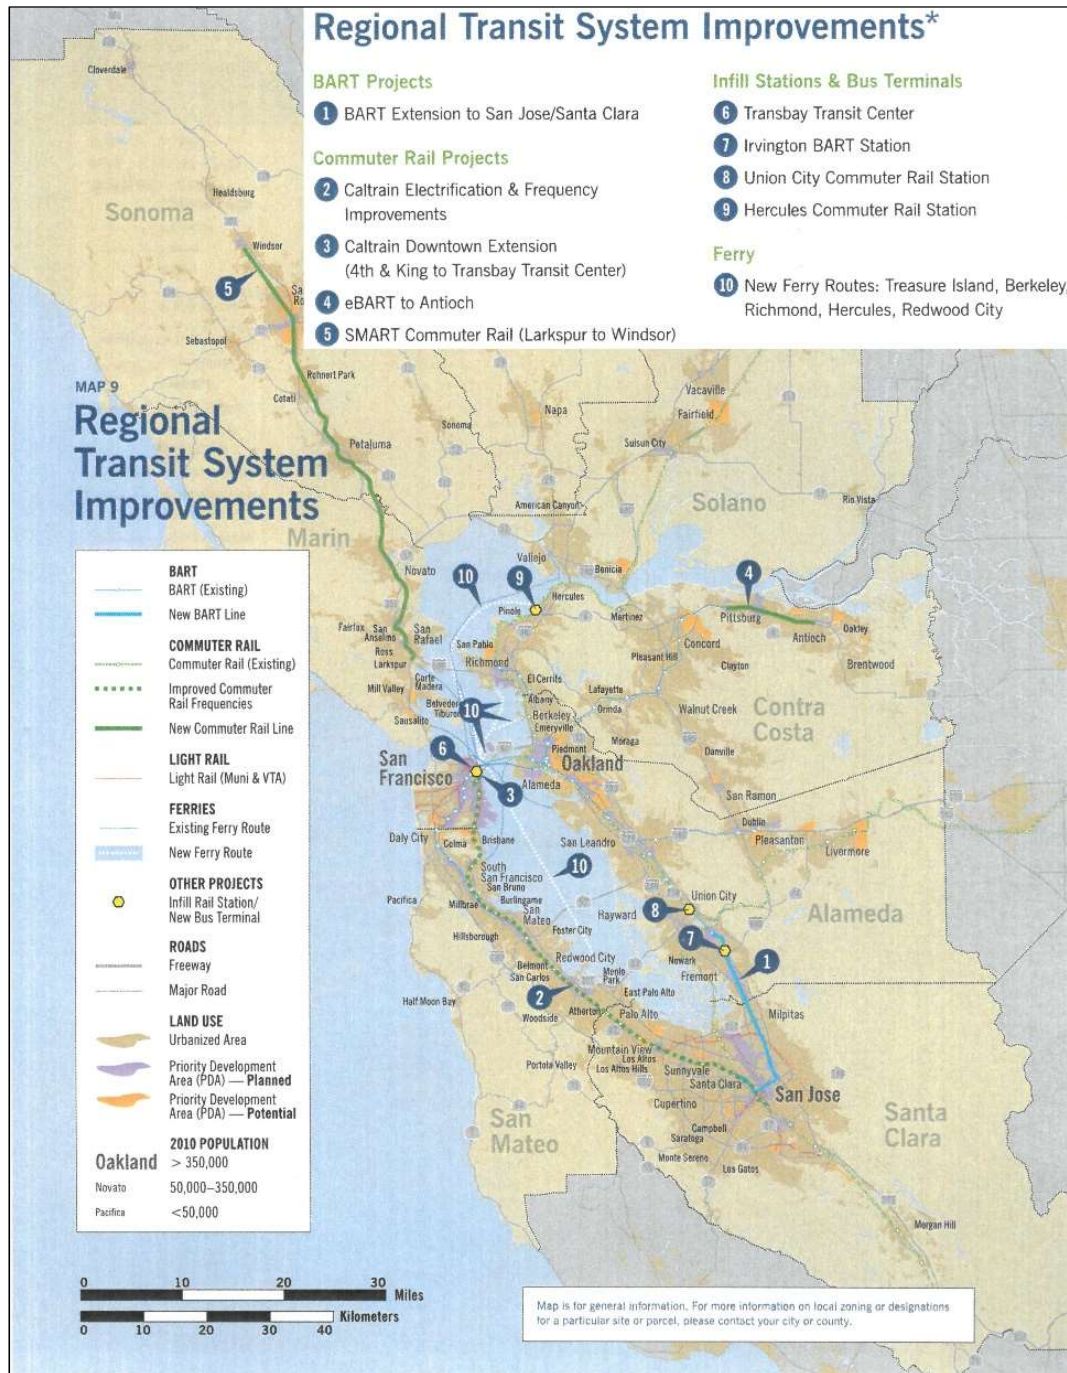 Regional Transit System Improvements*
BART Projects
1 BART Extension to San Jose/Santa Clara
Commuter Rail Projects
2 Caltrain Electrification & Frequency
Improvements
3 Caltrain Downtown Extension
(4th & King to Transbay Transit Center)
4 eBART to Antioch
5 SMART Commuter Rail (Larkspur to Windsor)
Infill Stations & Bus Terminals
6 Transbay Transit Center
7 Irvington BART Station
8 Union City Commuter Rail Station
9 Hercules Commuter Rail Station
Ferry
10 New Ferry Routes: Treasure Island, Berkeley,
Richmond, Hercules, Redwood City
MAP 9
Regional
Transit System
Improvements
BART
BART (Existing)
New BART Line
COMMUTER RAIL
Commuter Rail (Existing)
Improved Commuter
Rail Frequencies
New Commuter Rail Line
LIGHT RAIL
Light Rail (Muni & VTA)
FERRIES
Existing Ferry Route
New Ferry Route
OTHER PROJECTS
Infill Rail Station/
New Bus Terminal
ROADS
Freeway
Major Road
LAND USE
Urbanized Area
Priority Development
Area (PDA) — Planned
Priority Development
Area (PDA) — Potential
2010 POPULATION
Oakland > 350,000
Novato 50,000–350,000
Pacifica <50,000
Cloverdale
Healdsburg
Sonoma
Windsor
5
Sebastopol
Rohnert Park
Cotati
Petaluma
Sonoma
Napa
Vacaville
Fairfield
Suisun City
American Canyon
Solano
Rio Vista
Marin
Novato
Vallejo
Benicia
10
9
4
Hercules
Pinole
Martinez
Pittsburg
Antioch
Oakley
Brentwood
Fairfax
San
Anselmo
Ross
Larkspur
San
Rafael
San Pablo
Richmond
Concord
Pleasant Hill
Clayton
Corte
Madera
Mill Valley
El Cerrito
Belvedere
Tiburon
Albany
Lafayette
Berkeley
Orinda
Walnut Creek
Contra
Costa
Sausalito
10
Emeryville
Moraga
Danville
6
Piedmont
San
Francisco
Oakland
Alameda
3
San Ramon
Dublin
Daly City
Colma
Brisbane
San Leandro
Pleasanton
Livermore
South
San Francisco
San Bruno
10
Pacifica
Millbrae
Burlingame
San
Mateo
Hayward
Union City
8
Alameda
Hillsborough
Foster City
7
1
Redwood City
Newark
Fremont
Belmont
San Carlos
Menlo
Park
2
East Palo Alto
Half Moon Bay
Atherton
Palo Alto
Woodside
Milpitas
Mountain View
Los Altos
Los Altos Hills
Portola Valley
Sunnyvale
Santa Clara
San Jose
Cupertino
San
Mateo
Campbell
Saratoga
Monte Sereno
Los Gatos
Santa
Clara
Morgan Hill
0 10 20 30
Miles
Kilometers
0 10 20 30 40
Map is for general information. For more information on local zoning or designations
for a particular site or parcel, please contact your city or county.